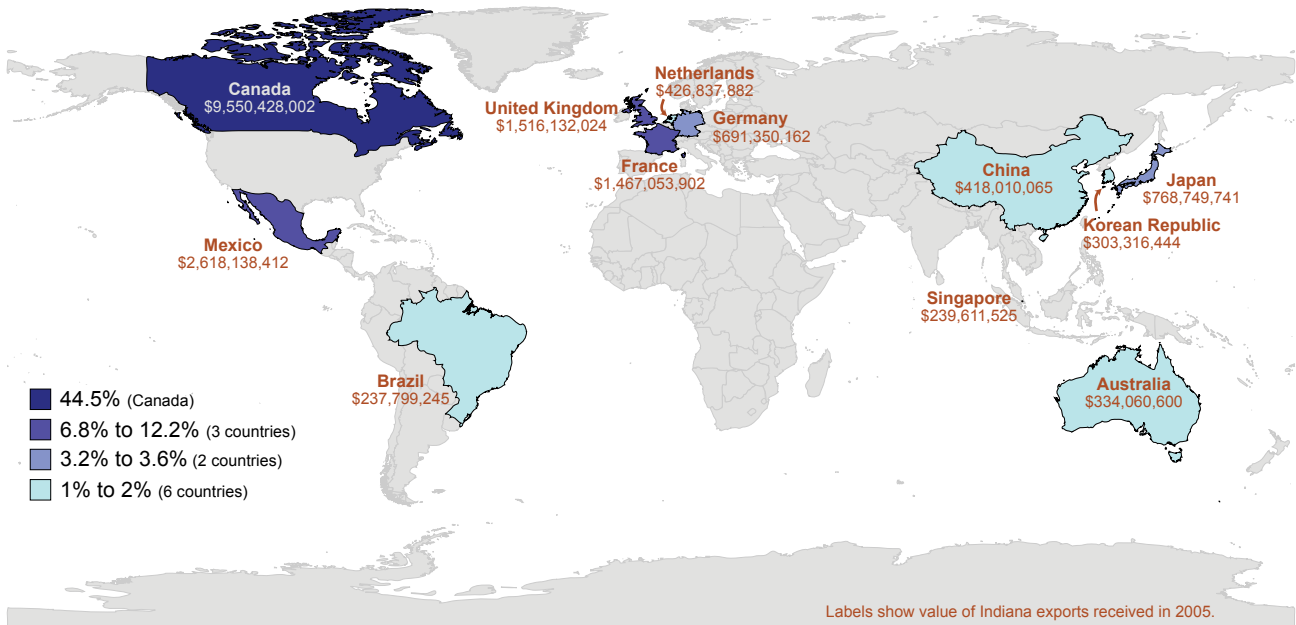 Canada
$9,550,428,002
Netherlands
$426,837,882
United Kingdom
$1,516,132,024
Germany
$691,350,162
France
$1,467,053,902
China
$418,010,065
Japan
$768,749,741
Korean Republic
$303,316,444
Mexico
$2,618,138,412
Singapore
$239,611,525
Brazil
$237,799,245
Australia
$334,060,600
44.5% (Canada)
6.8% to 12.2% (3 countries)
3.2% to 3.6% (2 countries)
1% to 2% (6 countries)
Labels show value of Indiana exports received in 2005.